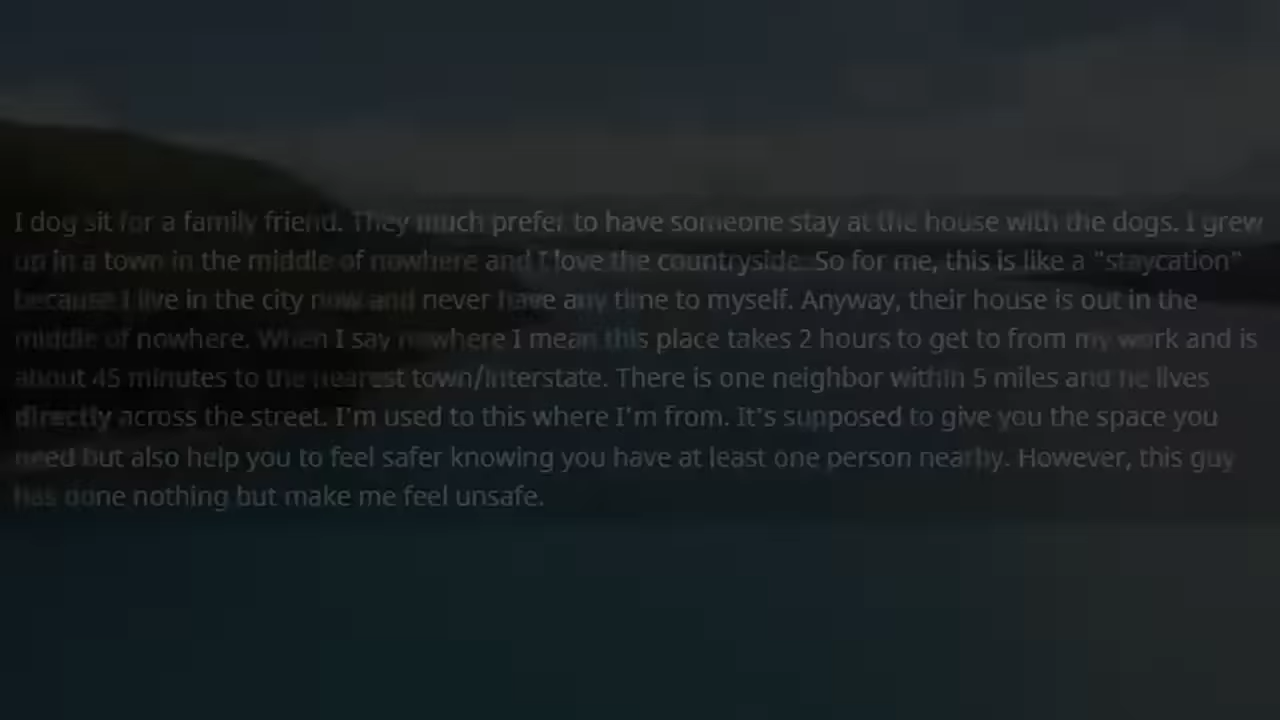 I dog sit for a family friend. They much prefer to have someone stay at the house with the dogs. I grew
up in a town in the middle of nowhere and I love the countryside. So for me, this is like a "staycation"
because I live in the city now and never have any time to myself. Anyway, their house is out in the
middle of nowhere. When I say nowhere I mean this place takes 2 hours to get to from my work and is
about 45 minutes to the nearest town/interstate. There is one neighbor within 5 miles and he lives
directly across the street. I'm used to this where I'm from. It's supposed to give you the space you
need but also help you to feel safer knowing you have at least one person nearby. However, this guy
has done nothing but make me feel unsafe.